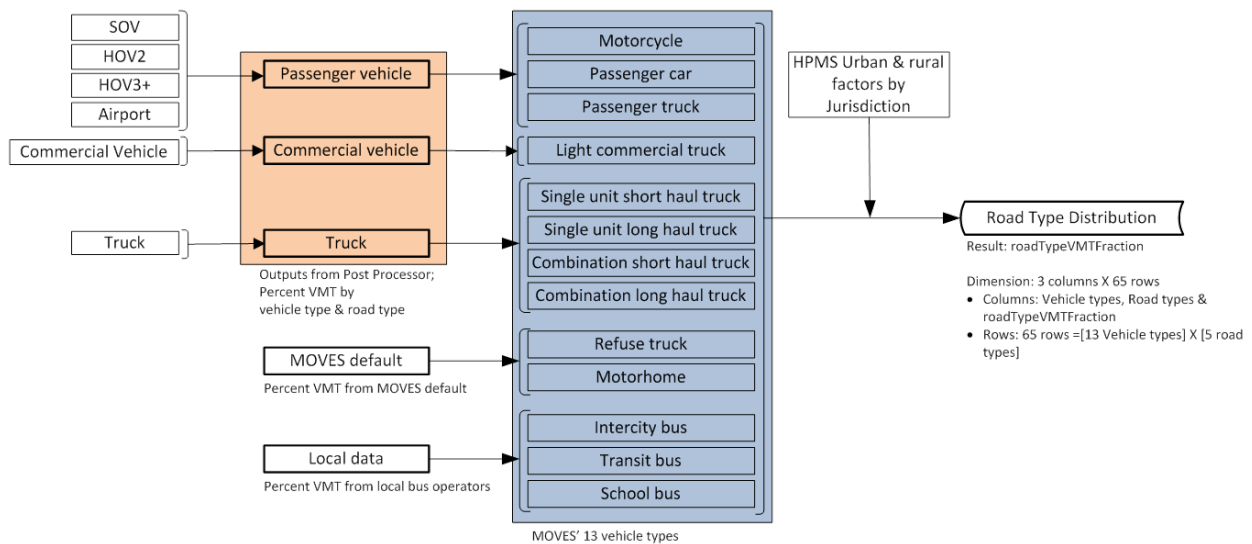 SOV
HOV2
HOV3+
Airport
Commercial Vehicle
Truck
Passenger vehicle
Commercial vehicle
Truck
Outputs from Post Processor;
Percent VMT by
vehicle type & road type
MOVES default
Percent VMT from MOVES default
Local data
Percent VMT from local bus operators
Motorcycle
Passenger car
Passenger truck
Light commercial truck
Single unit short haul truck
Single unit long haul truck
Combination short haul truck
Combination long haul truck
Refuse truck
Motorhome
Intercity bus
Transit bus
School bus
MOVES' 13 vehicle types
HPMS Urban & rural
factors by
Jurisdiction
Road Type Distribution
Result: roadTypeVMTFraction
Dimension: 3 columns X 65 rows
• Columns: Vehicle types, Road types &
roadTypeVMTFraction
• Rows: 65 rows =[13 Vehicle types] X [5 road
types]